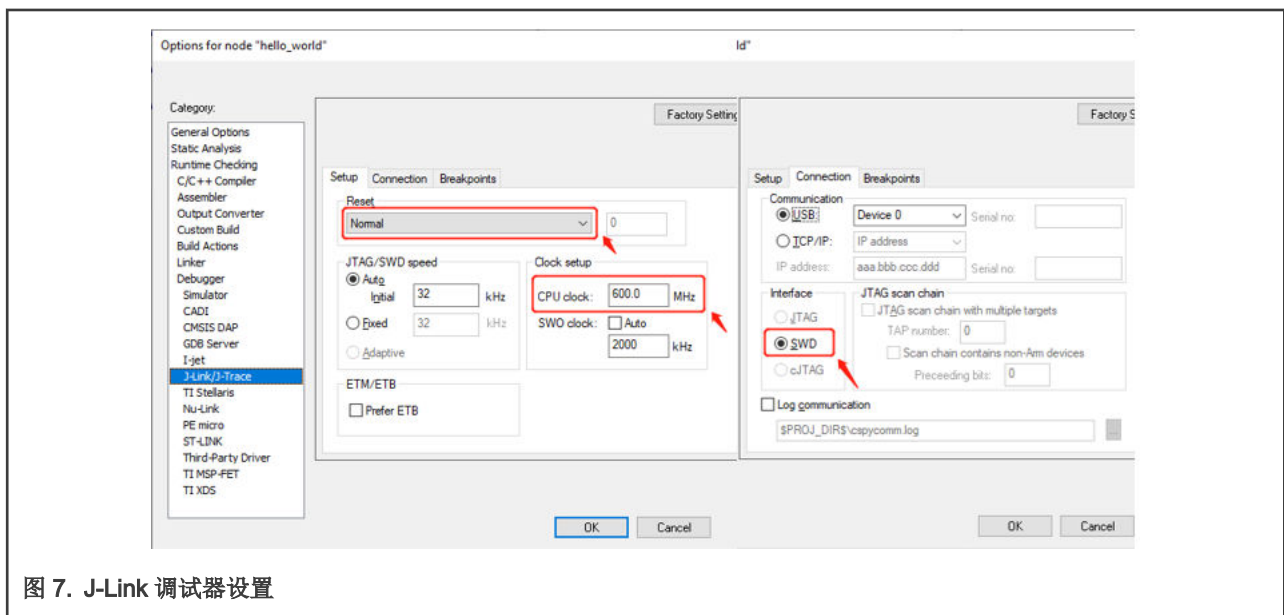 Options for node "hello_world"
ld"
Category:
General Options
Static Analysis
Runtime Checking
C/C++ Compiler
Assembler
Output Converter
Custom Build
Build Actions
Linker
Debugger
Simulator
CADI
CMSIS DAP
GDB Server
I-jet
J-Link/J-Trace
TI Stellaris
Nu-Link
PE micro
ST-LINK
Third-Party Driver
TI MSP-FET
TI XDS
Factory Setting
Setup Connection Breakpoints
Reset
Normal 0
JTAG/SWD speed
Auto
Initial 32 kHz
Fixed 32 kHz
Adaptive
Clock setup
CPU clock: 600.0 MHz
SWO clock: Auto
2000 kHz
ETM/ETB
Prefer ETB
OK Cancel
Factory S
Setup Connection Breakpoints
Communication
USB: Device 0 Serial no:
TCP/IP: IP address
IP address: aaa.bbb.ccc.ddd Serial no:
Interface
JTAG
SWD
cJTAG
JTAG scan chain
JTAG scan chain with multiple targets
TAP number: 0
Scan chain contains non-Arm devices
Preceeding bits: 0
Log communication
$PROJ_DIR$\cspycomm.log ...
OK Cancel
图 7. J-Link 调试器设置